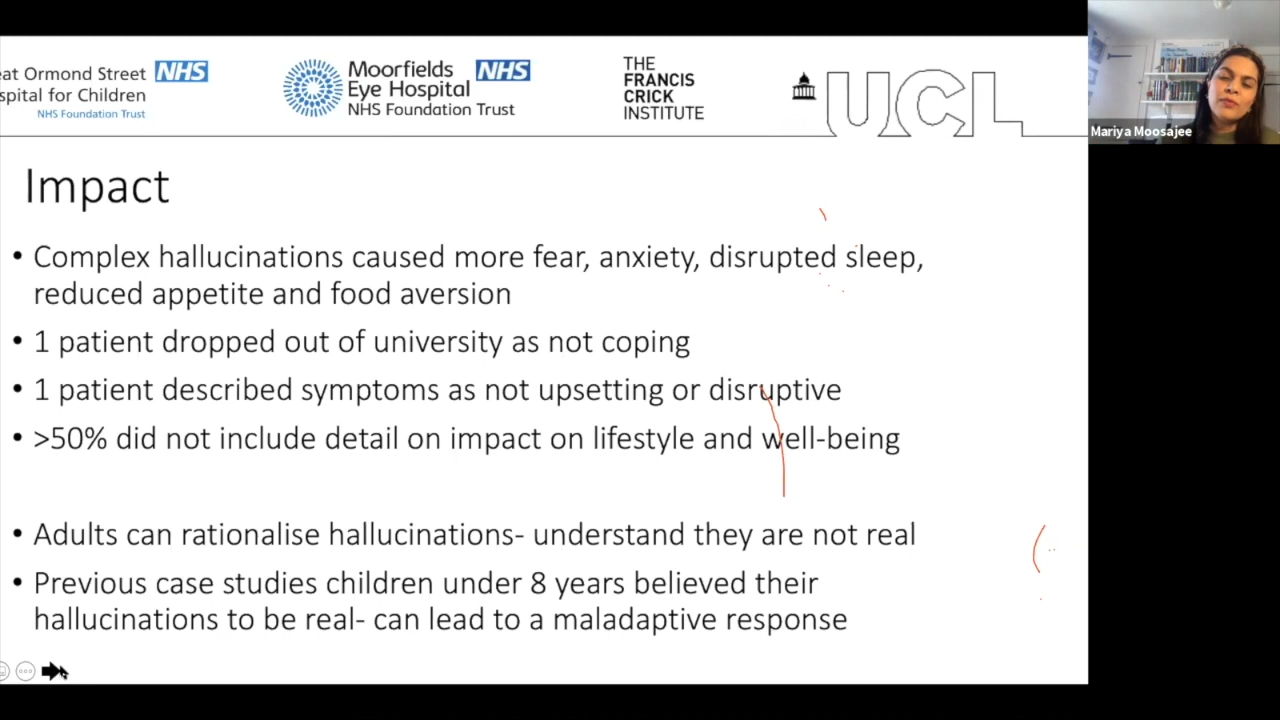 eat Ormond Street NHS
spital for Children
NHS Foundation Trust
Moorfields NHS
Eye Hospital
NHS Foundation Trust
THE
FRANCIS
CRICK
INSTITUTE
UCL
Mariya Moosajee
Impact
• Complex hallucinations caused more fear, anxiety, disrupted sleep,
reduced appetite and food aversion
• 1 patient dropped out of university as not coping
• 1 patient described symptoms as not upsetting or disruptive
• >50% did not include detail on impact on lifestyle and well-being
• Adults can rationalise hallucinations- understand they are not real
• Previous case studies children under 8 years believed their
hallucinations to be real- can lead to a maladaptive response